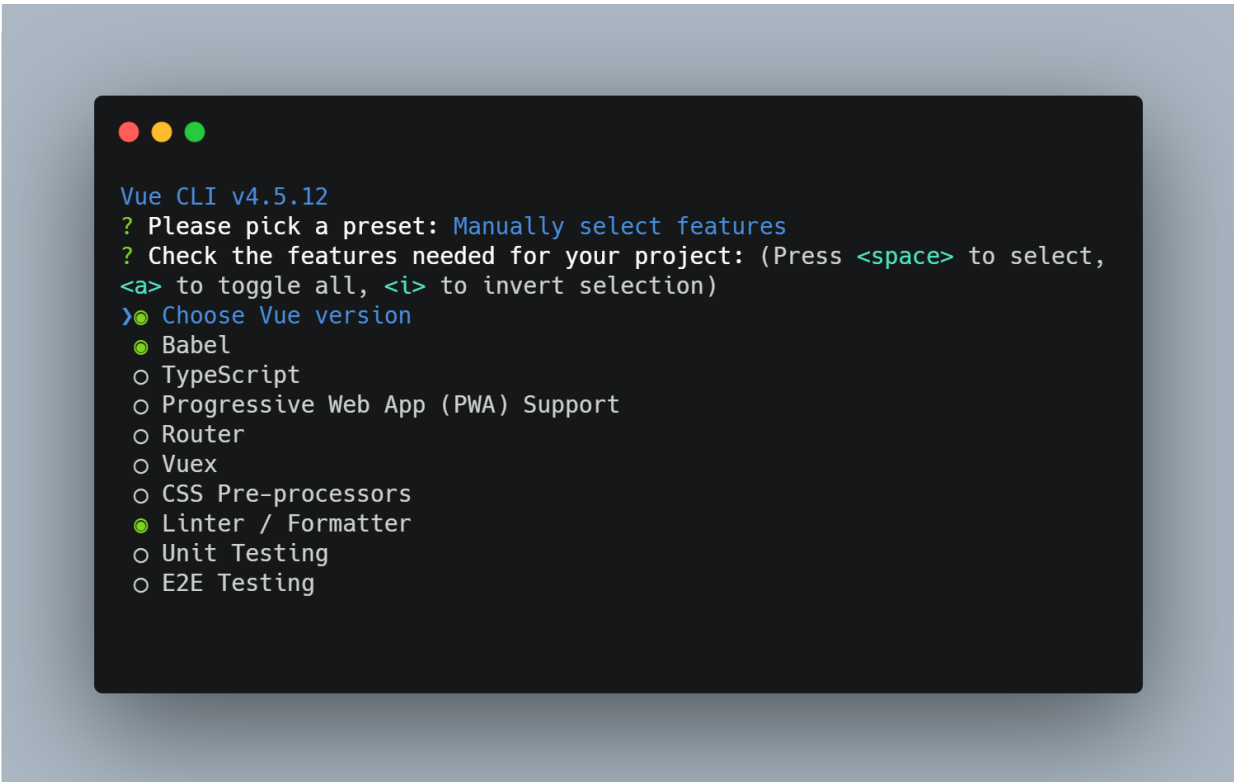 Vue CLI v4.5.12
? Please pick a preset: Manually select features
? Check the features needed for your project: (Press <space> to select,
<a> to toggle all, <i> to invert selection)
❯◉ Choose Vue version
◉ Babel
◯ TypeScript
◯ Progressive Web App (PWA) Support
◯ Router
◯ Vuex
◯ CSS Pre-processors
◉ Linter / Formatter
◯ Unit Testing
◯ E2E Testing